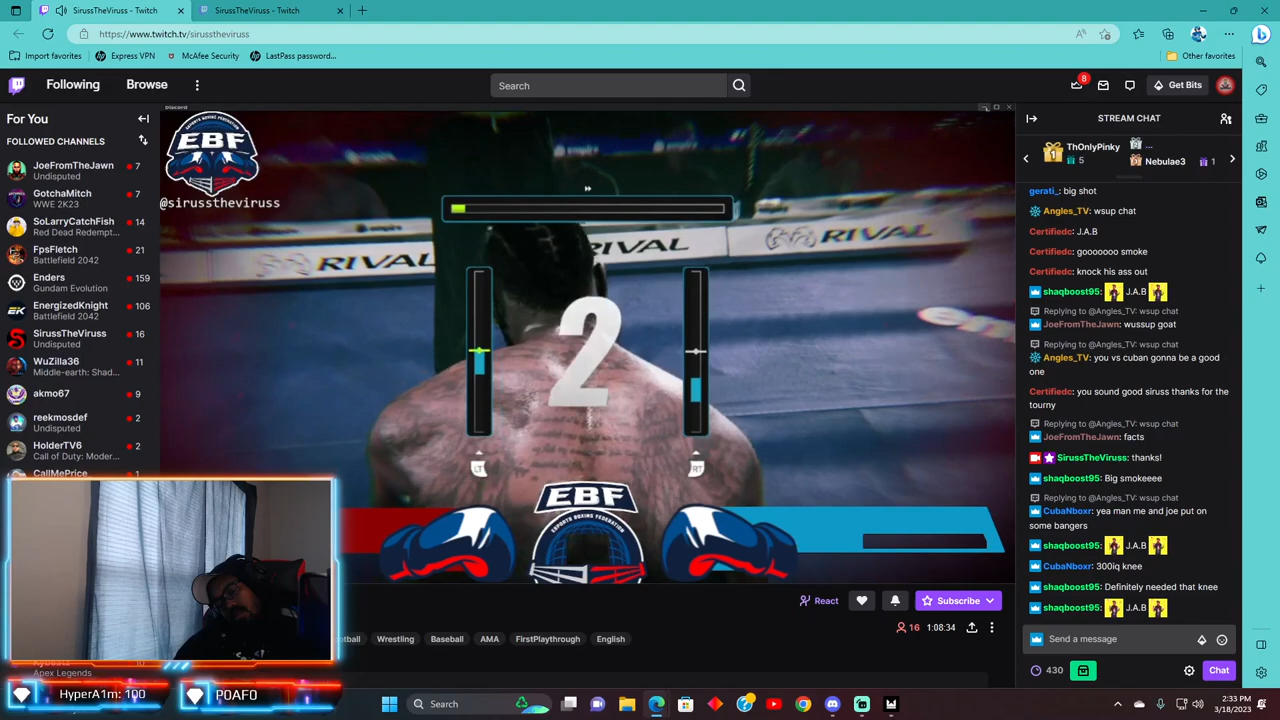 SirussTheViruss - Twitch
SirussTheViruss - Twitch
https://www.twitch.tv/sirusstheviruss
Import favorites
Express VPN
McAfee Security
LastPass password...
Other favorites
Following
Browse
Search
8
Get Bits
For You
FOLLOWED CHANNELS
JoeFromTheJawn
7
Undisputed
GotchaMitch
7
WWE 2K23
SoLarryCatchFish
14
Red Dead Redempt...
FpsFletch
21
Battlefield 2042
Enders
159
Gundam Evolution
EnergizedKnight
106
Battlefield 2042
SirussTheViruss
16
Undisputed
WuZilla36
11
Middle-earth: Shad...
akmo67
9
reekmosdef
2
Undisputed
HolderTV6
2
Call of Duty: Moder...
CallMePrice
1
Apex Legends
HyperA1m: 100
Discord
EBF
ESPORTS BOXING FEDERATION
@sirusstheviruss
RIVAL
RIVAL
2
LT
RT
EBF
ESPORTS BOXING FEDERATION
React
Subscribe
16
1:08:34
Wrestling
Baseball
AMA
FirstPlaythrough
English
STREAM CHAT
ThOnlyPinky
5
...
Nebulae3
1
gerati_: big shot
Angles_TV: wsup chat
Certifiedc: J.A.B
Certifiedc: gooooooo smoke
Certifiedc: knock his ass out
shaqboost95: J.A.B
Replying to @Angles_TV: wsup chat
JoeFromTheJawn: wussup goat
Replying to @Angles_TV: wsup chat
Angles_TV: you vs cuban gonna be a good
one
Certifiedc: you sound good siruss thanks for the
tourny
Replying to @Angles_TV: wsup chat
JoeFromTheJawn: facts
SirussTheViruss: thanks!
shaqboost95: Big smokeeee
Replying to @Angles_TV: wsup chat
CubaNboxr: yea man me and joe put on
some bangers
shaqboost95: J.A.B
CubaNboxr: 300iq knee
shaqboost95: Definitely needed that knee
shaqboost95: J.A.B
Send a message
430
Chat
Search
2:33 PM
3/18/2023